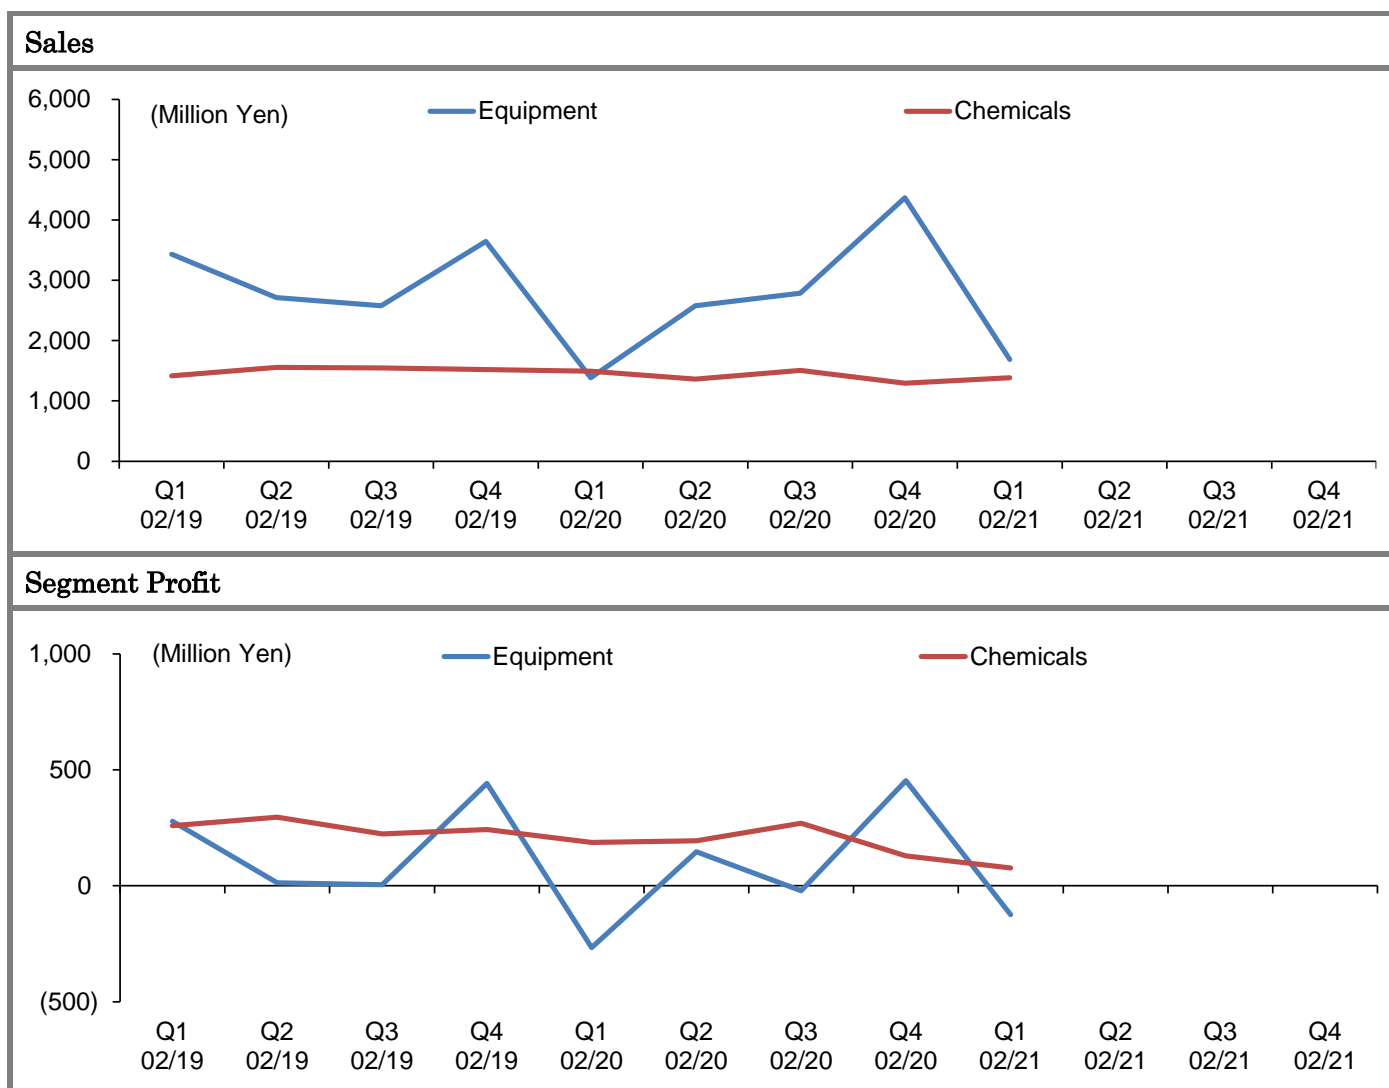 Sales
(Million Yen) Equipment Chemicals
6,000
5,000
4,000
3,000
2,000
1,000
0
Q1 Q2 Q3 Q4 Q1 Q2 Q3 Q4 Q1 Q2 Q3 Q4
02/19 02/19 02/19 02/19 02/20 02/20 02/20 02/20 02/21 02/21 02/21 02/21
Segment Profit
(Million Yen) Equipment Chemicals
1,000
500
0
(500)
Q1 Q2 Q3 Q4 Q1 Q2 Q3 Q4 Q1 Q2 Q3 Q4
02/19 02/19 02/19 02/19 02/20 02/20 02/20 02/20 02/21 02/21 02/21 02/21